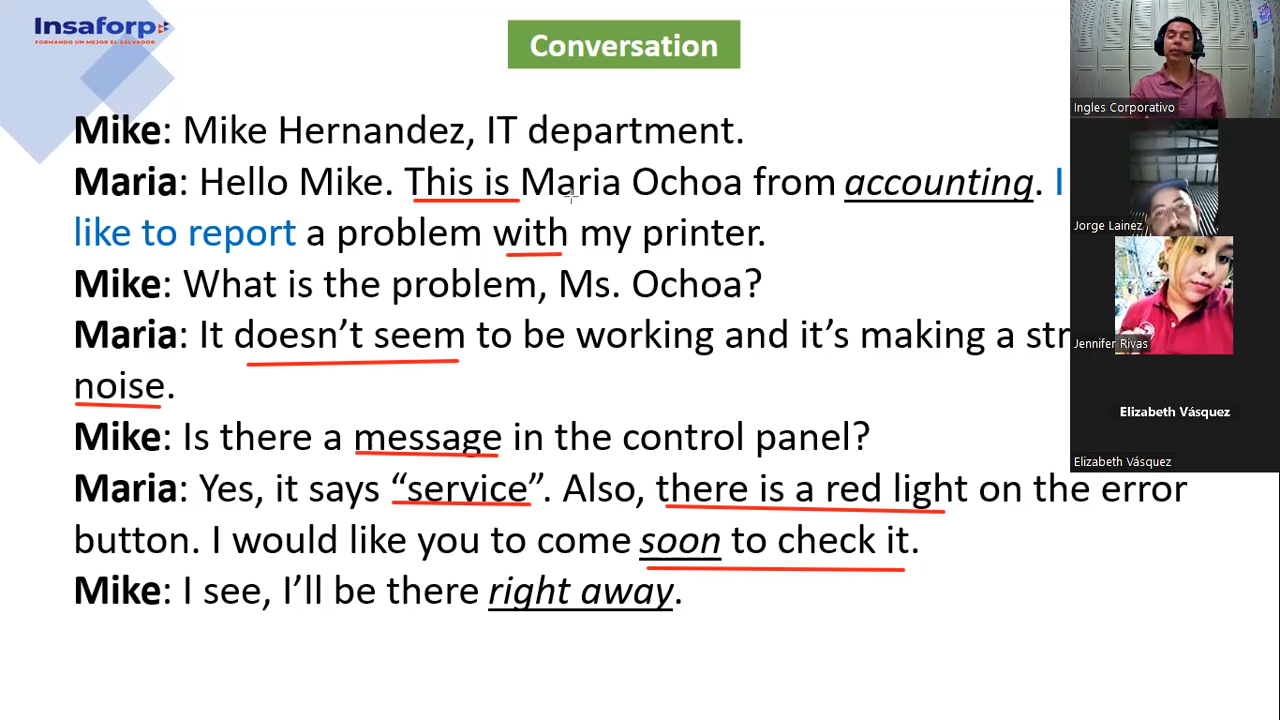 Insaforp
FORMANDO UN MEJOR EL SALVADOR
Conversation
Mike: Mike Hernandez, IT department.
Maria: Hello Mike. This is Maria Ochoa from accounting. I
like to report a problem with my printer.
Mike: What is the problem, Ms. Ochoa?
Maria: It doesn't seem to be working and it's making a str
noise.
Mike: Is there a message in the control panel?
Maria: Yes, it says “service”. Also, there is a red light on the error
button. I would like you to come soon to check it.
Mike: I see, I'll be there right away.
Ingles Corporativo
Jorge Lainez
Jennifer Rivas
Elizabeth Vásquez
Elizabeth Vásquez